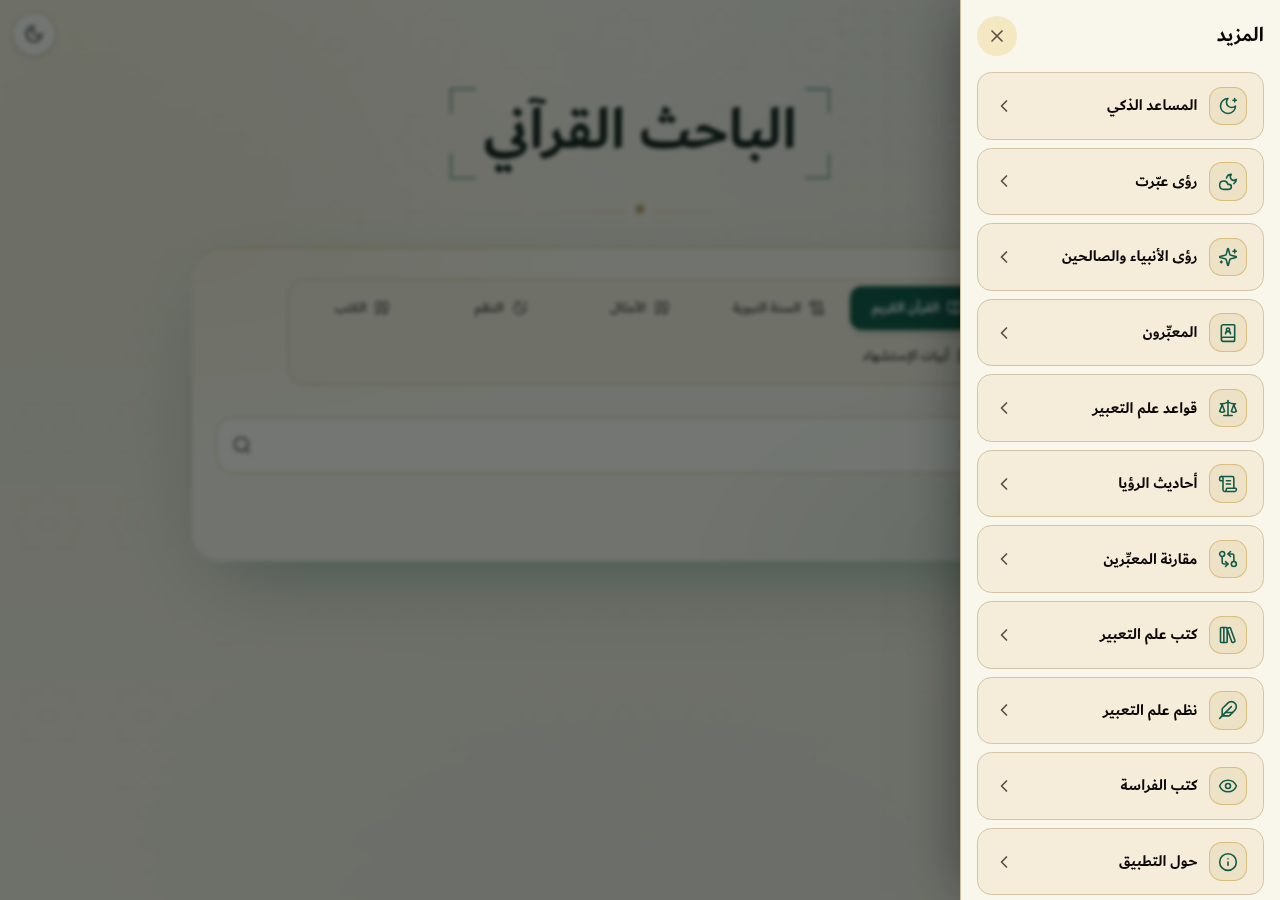 المزيد
المساعد الذكي
رؤى عبّرت
رؤى الأنبياء والصالحين
المعبِّرون
قواعد علم التعبير
أحاديث الرؤيا
مقارنة المعبِّرين
كتب علم التعبير
نظم علم التعبير
كتب الفراسة
حول التطبيق
الباحث القرآني
القرآن الكريم
السنة النبوية
الأمثال
النظم
الكتب
أبيات الإستشهاد